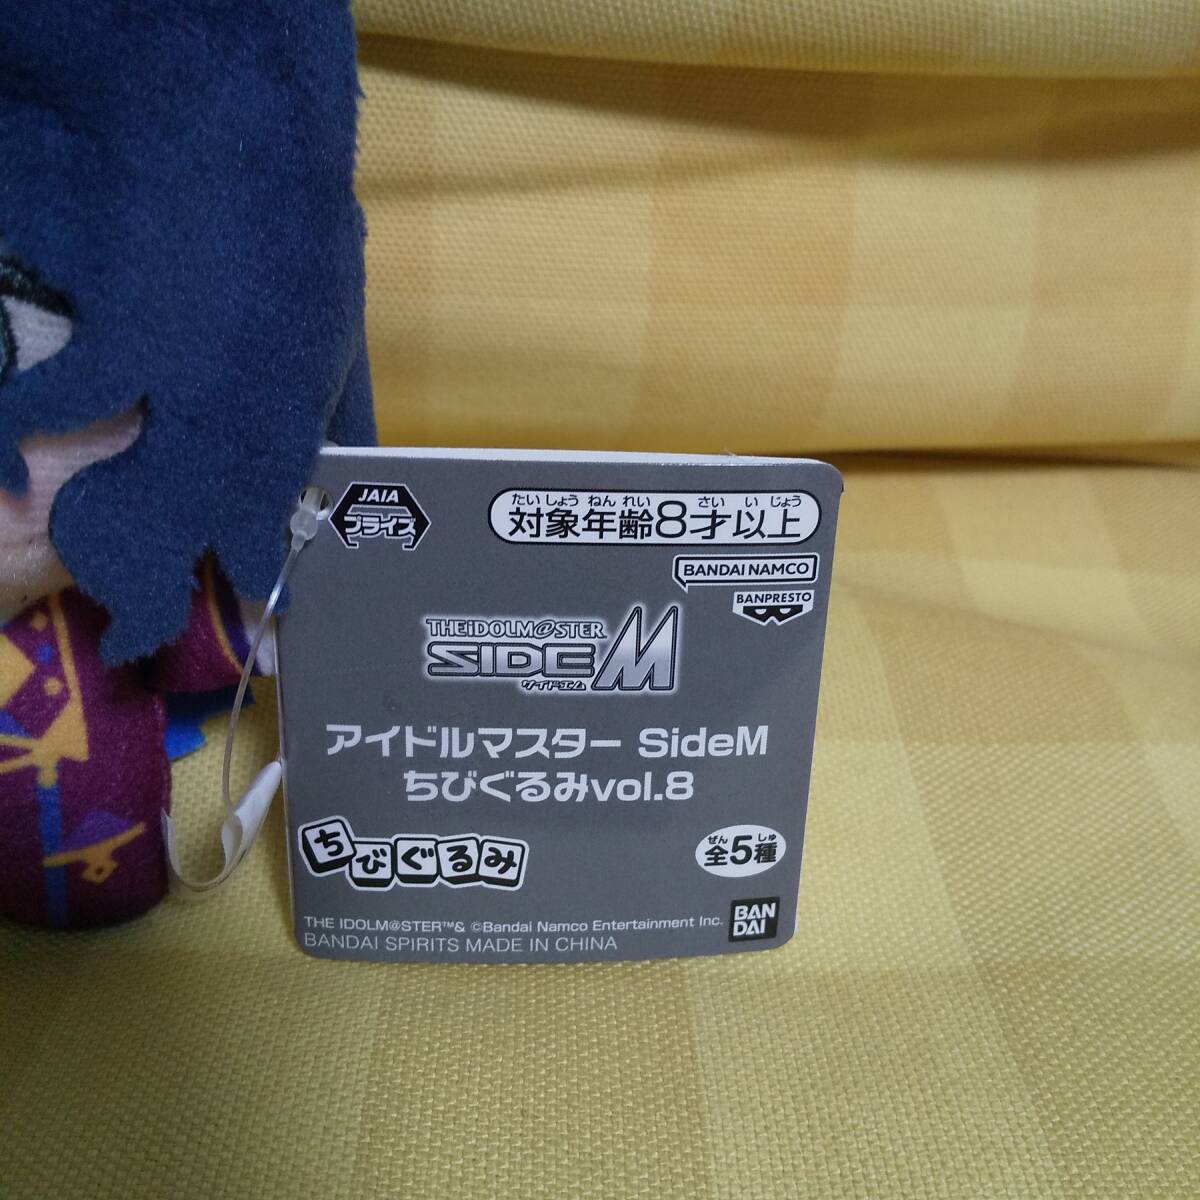 JAIA
プライズ
たいしょうねんれい さい いじょう
対象年齢8才以上
BANDAI NAMCO
BANPRESTO
THE iDOLM@STER
SIDEM
サイドエム
アイドルマスター SideM
ちびぐるみvol.8
ちびぐるみ
ぜん しゅ
全5種
THE IDOLM@STER™& ©Bandai Namco Entertainment Inc.
BANDAI SPIRITS MADE IN CHINA
BAN
DAI